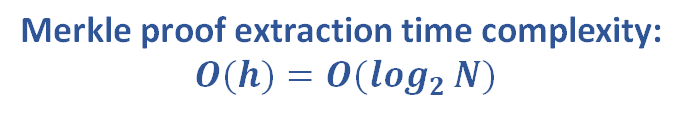 Merkle proof extraction time complexity:
O(h) = O(log₂ N)